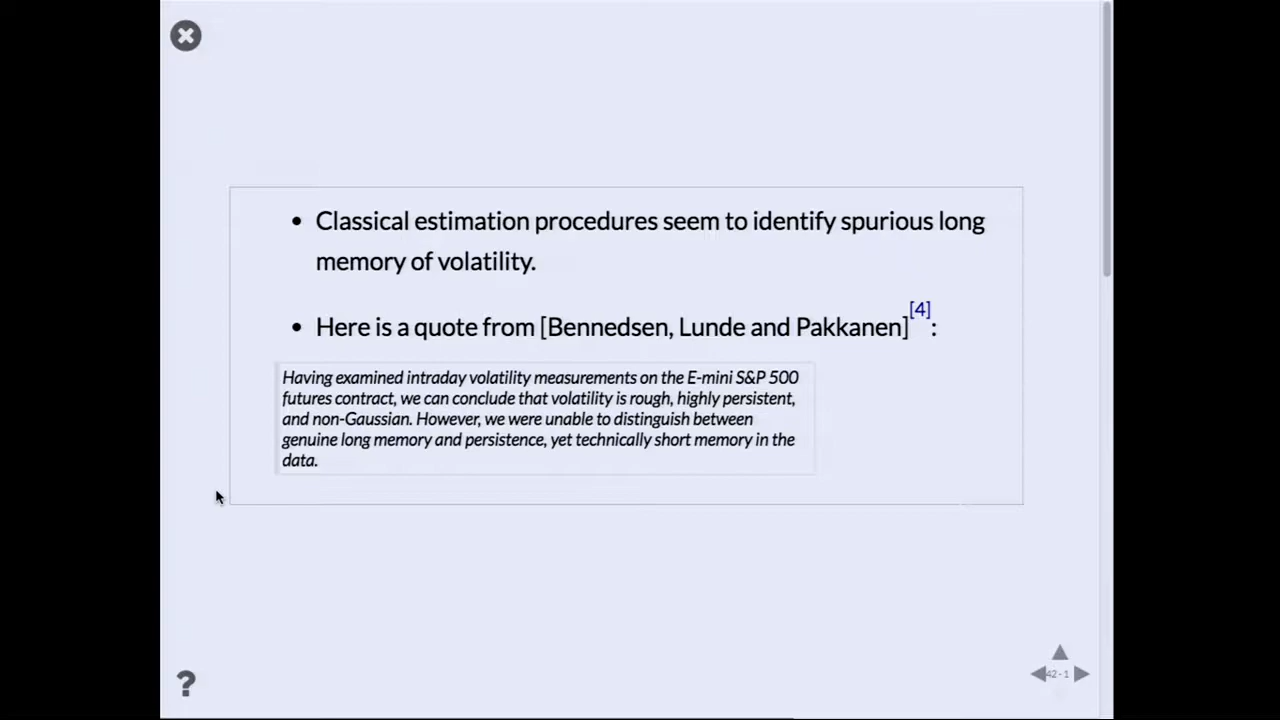 Classical estimation procedures seem to identify spurious long
memory of volatility.
Here is a quote from [Bennedsen, Lunde and Pakkanen][4]:
Having examined intraday volatility measurements on the E-mini S&P 500
futures contract, we can conclude that volatility is rough, highly persistent,
and non-Gaussian. However, we were unable to distinguish between
genuine long memory and persistence, yet technically short memory in the
data.
?
42-1